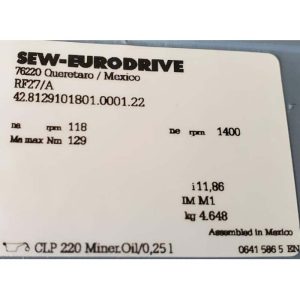 SEW-EURODRIVE
76220 Queretaro / Mexico
RF27/A
42.8129101801.0001.22
na rpm 118 ne rpm 1400
Ma max Nm 129
i 11,86
IM M1
kg 4.648
Assembled in Mexico
CLP 220 Miner.Oil/0,25 l 0641 586 5 EN